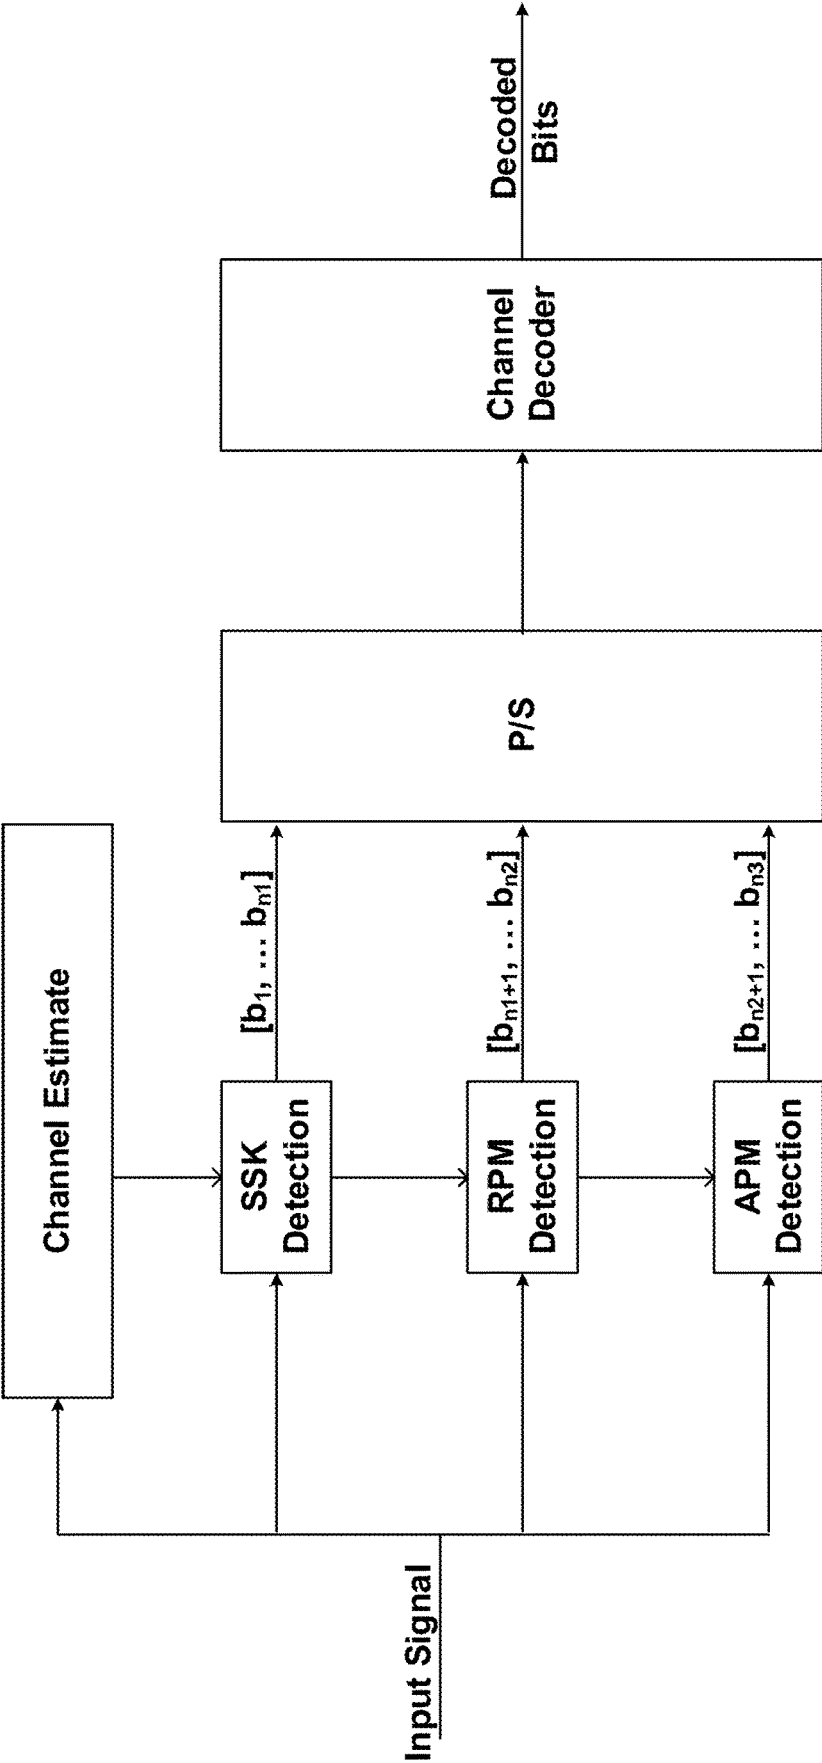 Channel Estimate
Input Signal
SSK
Detection
[b1, ... bn1]
RPM
Detection
[bn1+1, ... bn2]
APM
Detection
[bn2+1, ... bn3]
P/S
Channel
Decoder
Decoded
Bits